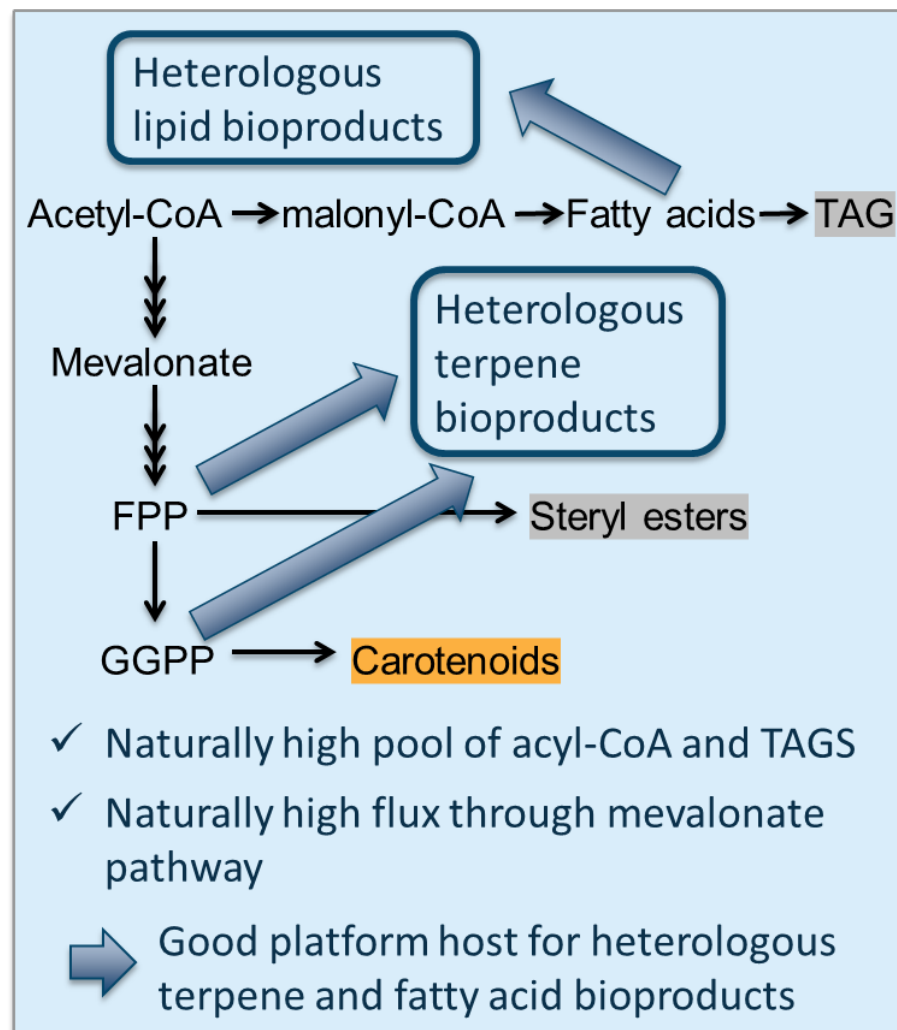 Heterologous
lipid bioproducts
Acetyl-CoA malonyl-CoA Fatty acids TAG
Heterologous
terpene
bioproducts
Mevalonate
FPP Steryl esters
GGPP Carotenoids
✓ Naturally high pool of acyl-CoA and TAGS
✓ Naturally high flux through mevalonate
pathway
Good platform host for heterologous
terpene and fatty acid bioproducts